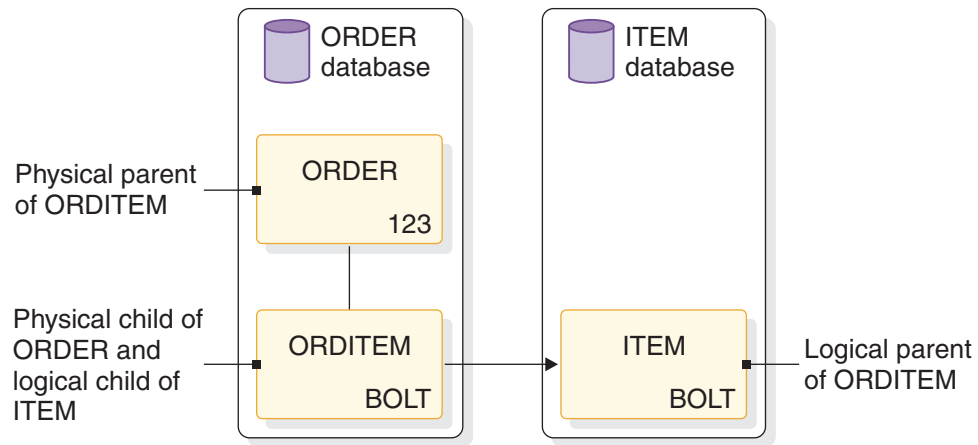 ORDER
database
ITEM
database
Physical parent
of ORDITEM
ORDER
123
Physical child of
ORDER and
logical child of
ITEM
ORDITEM
BOLT
ITEM
BOLT
Logical parent
of ORDITEM